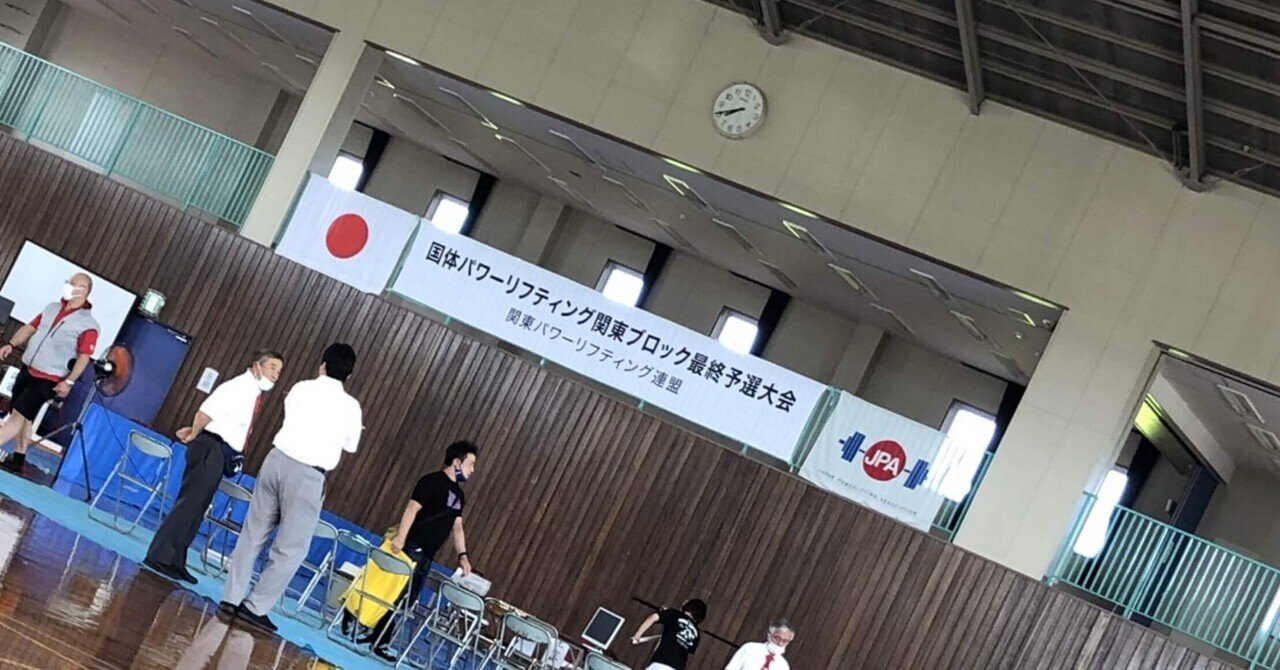 国体パワーリフティング関東ブロック最終予選大会
関東パワーリフティング連盟
JPA